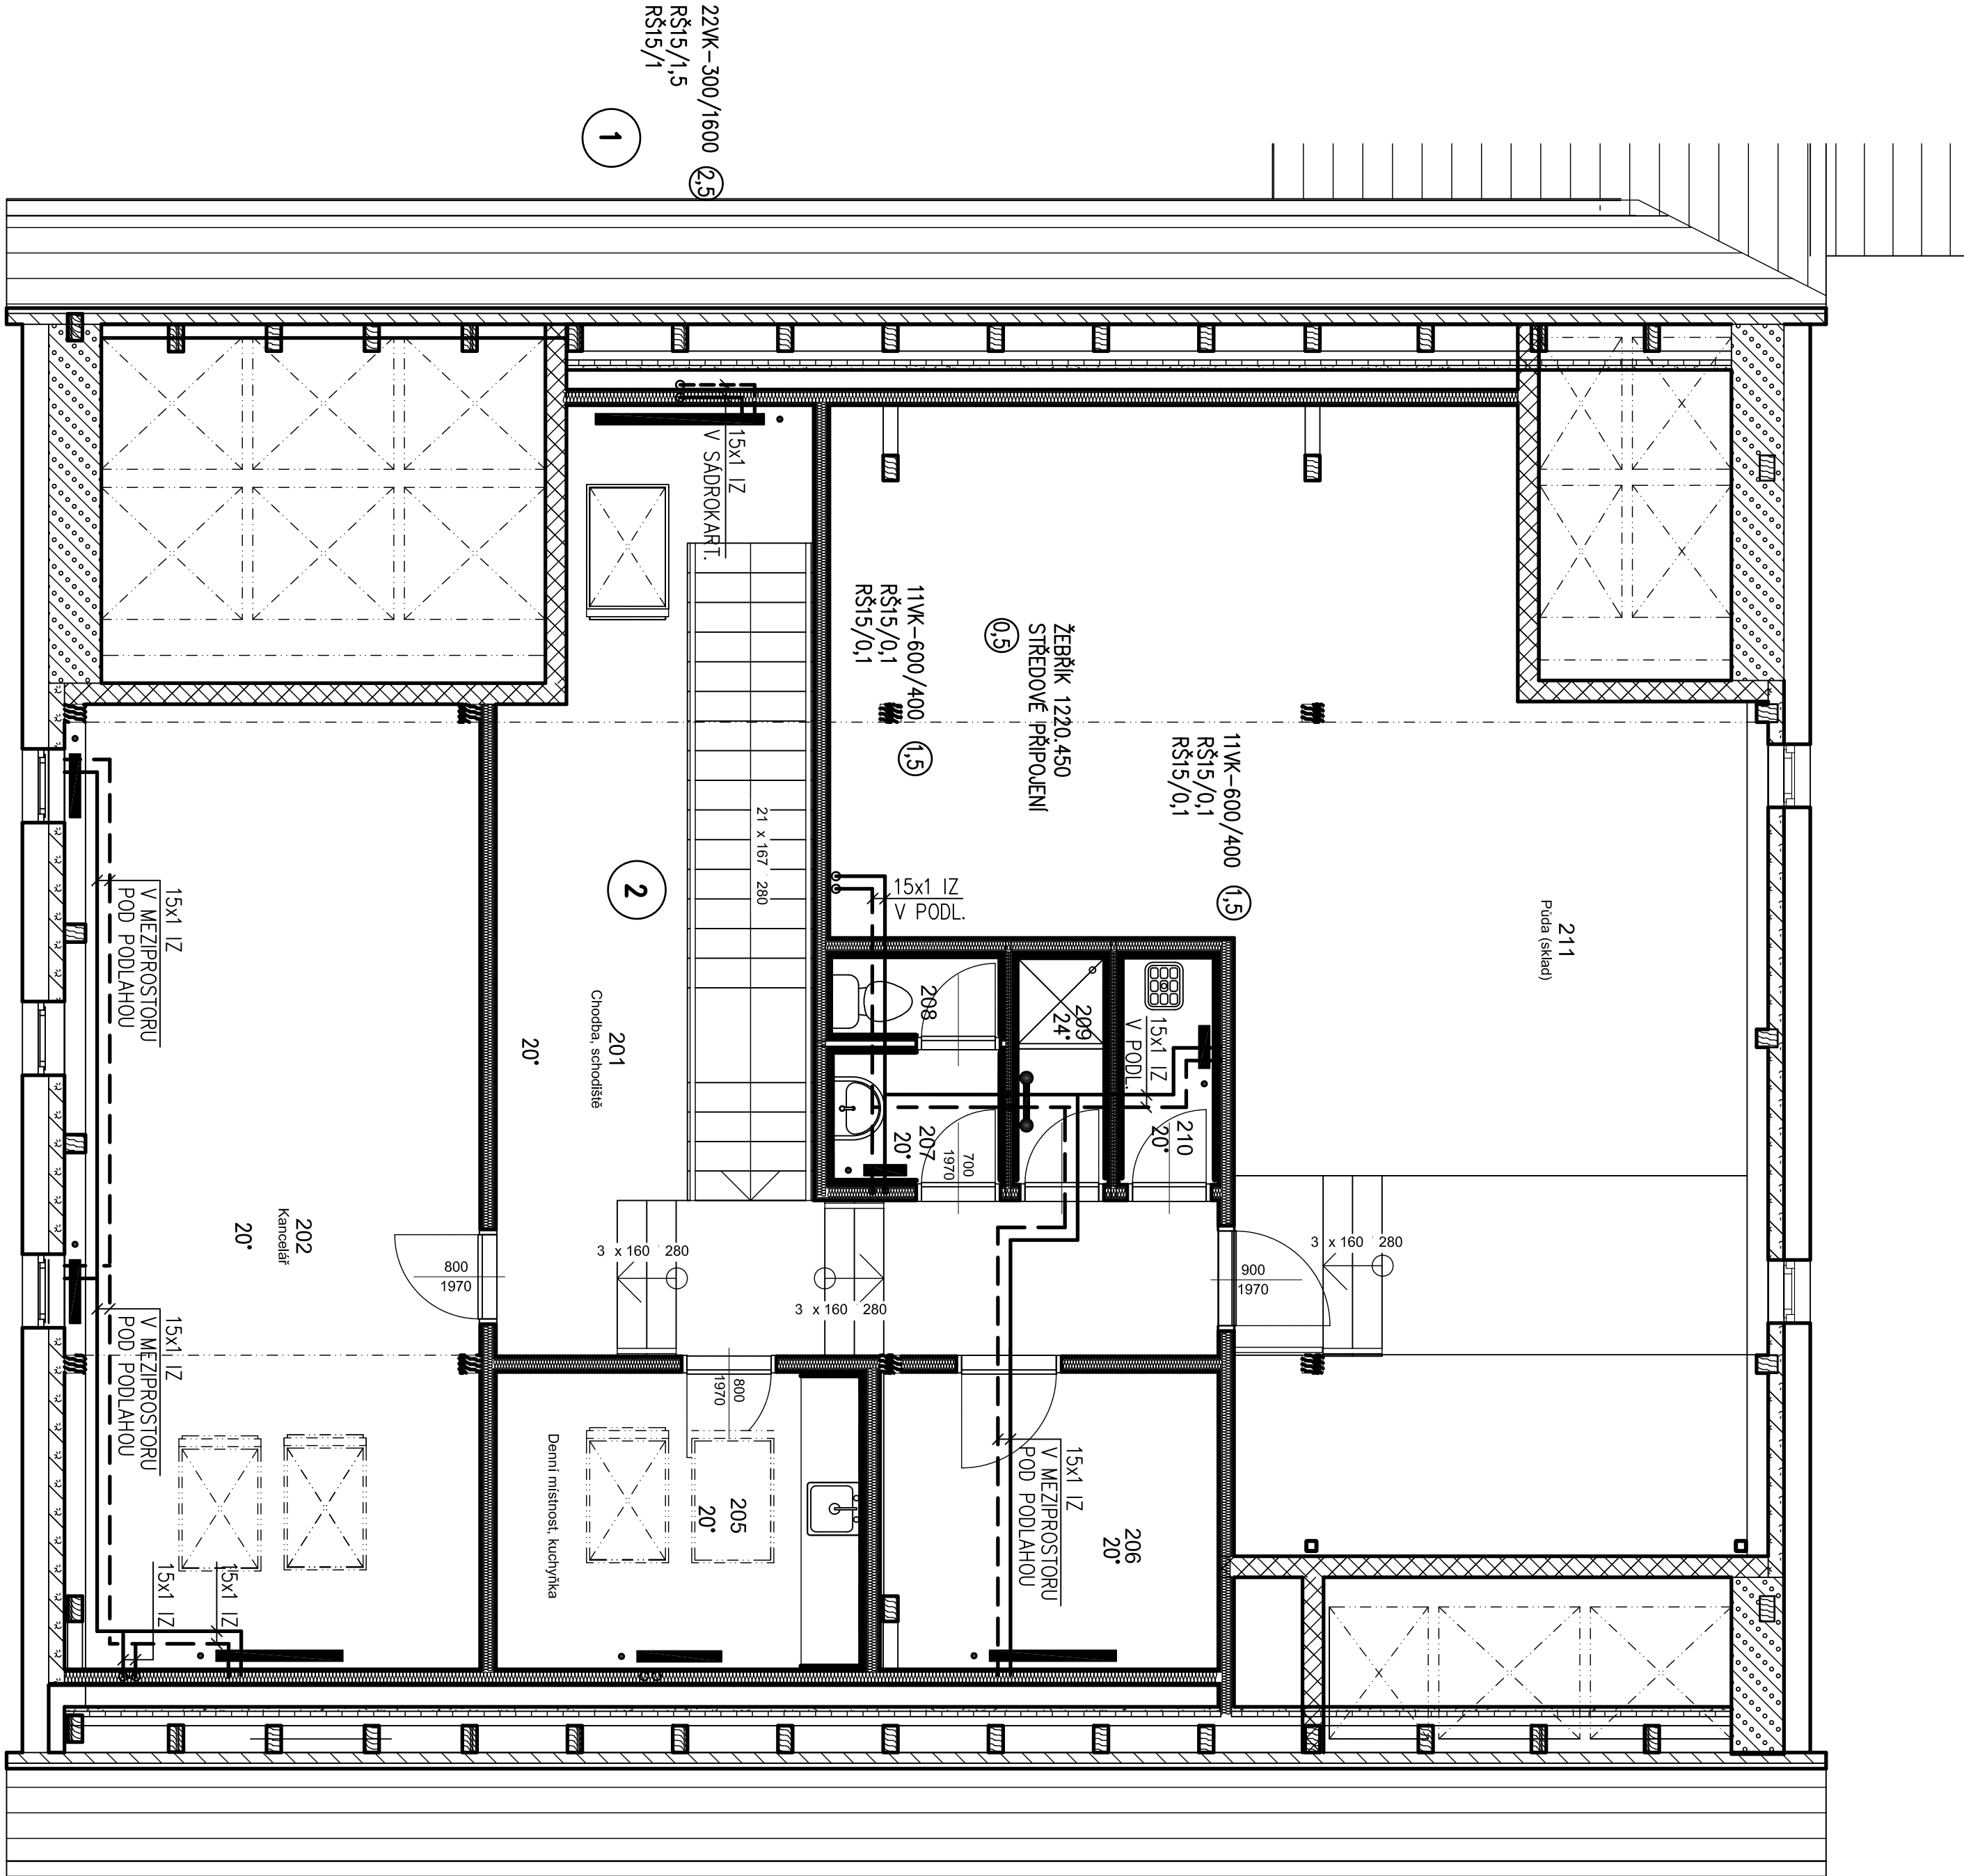 22VK-300/1600 2,5
RŠ15/1,5
RŠ15/1
1
15x1 IZ
V SÁDROKART.
11VK-600/400 1,5
RŠ15/0,1
RŠ15/0,1
ŽEBŘÍK 1220.450
STŘEDOVÉ PŘIPOJENÍ
0,5
11VK-600/400 1,5
RŠ15/0,1
RŠ15/0,1
211
Půda (sklad)
21 x 167 280
2
15x1 IZ
V PODL.
201
Chodba, schodiště
20°
208
209
24°
15x1 IZ
V PODL.
210
20°
207
20°
700
1970
15x1 IZ
V MEZIPROSTORU
POD PODLAHOU
202
Kancelář
20°
800
1970
3 x 160 280
3 x 160 280
900
1970
3 x 160 280
15x1 IZ
V MEZIPROSTORU
POD PODLAHOU
800
1970
205
20°
Denní místnost, kuchyňka
15x1 IZ
V MEZIPROSTORU
POD PODLAHOU
206
20°
15x1 IZ
15x1 IZ